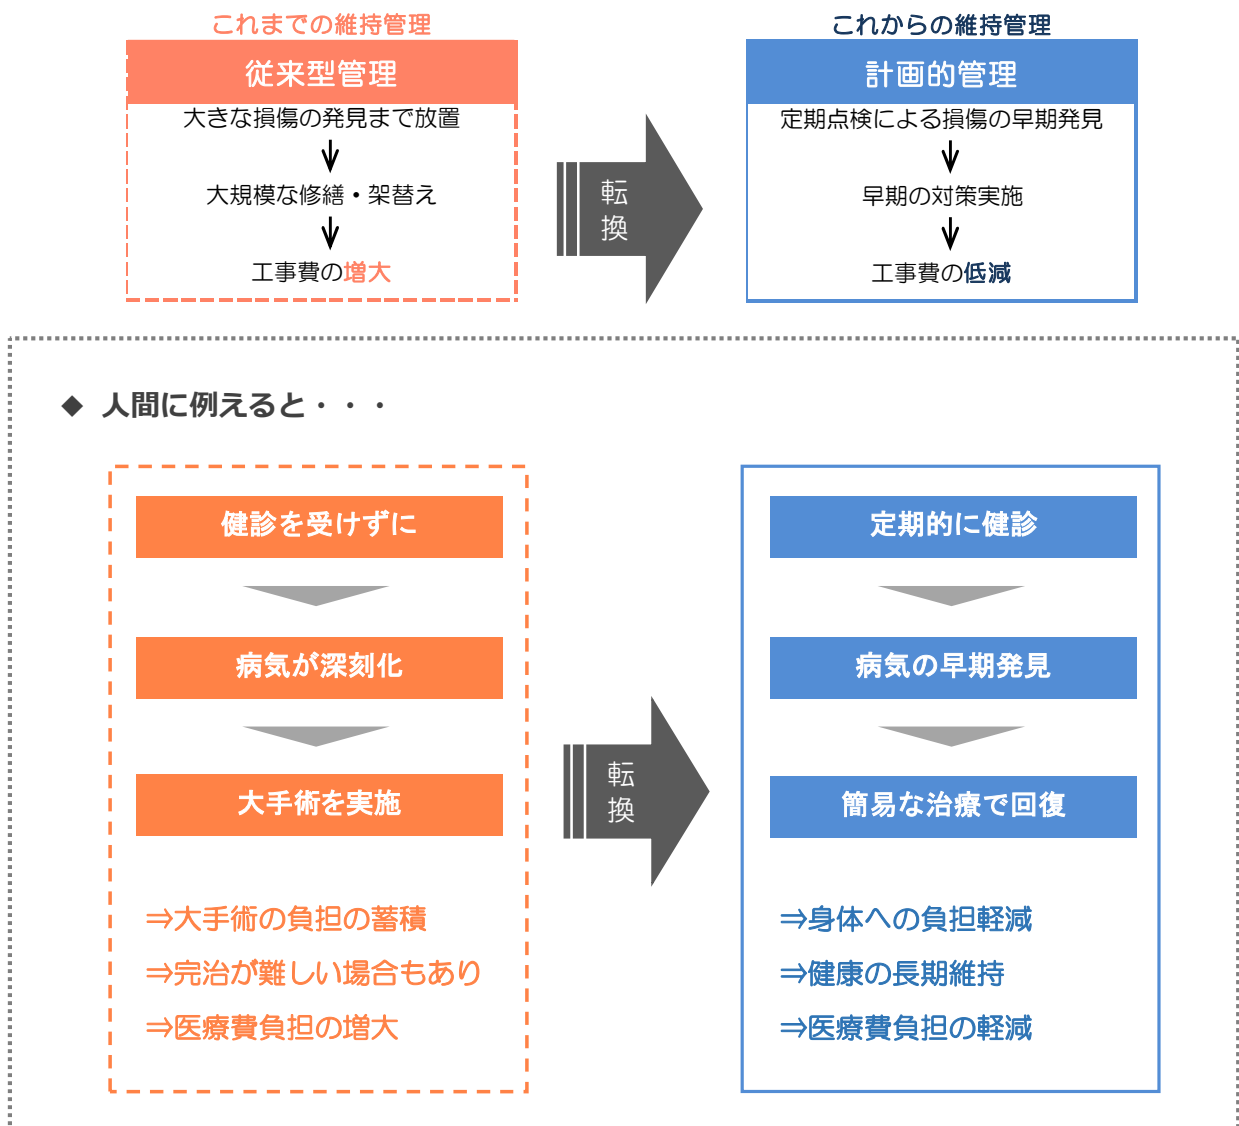 これまでの維持管理
従来型管理
大きな損傷の発見まで放置
大規模な修繕・架替え
工事費の増大
転
換
これからの維持管理
計画的管理
定期点検による損傷の早期発見
早期の対策実施
工事費の低減
◆ 人間に例えると・・・
健診を受けずに
病気が深刻化
大手術を実施
⇒大手術の負担の蓄積
⇒完治が難しい場合もあり
⇒医療費負担の増大
転
換
定期的に健診
病気の早期発見
簡易な治療で回復
⇒身体への負担軽減
⇒健康の長期維持
⇒医療費負担の軽減